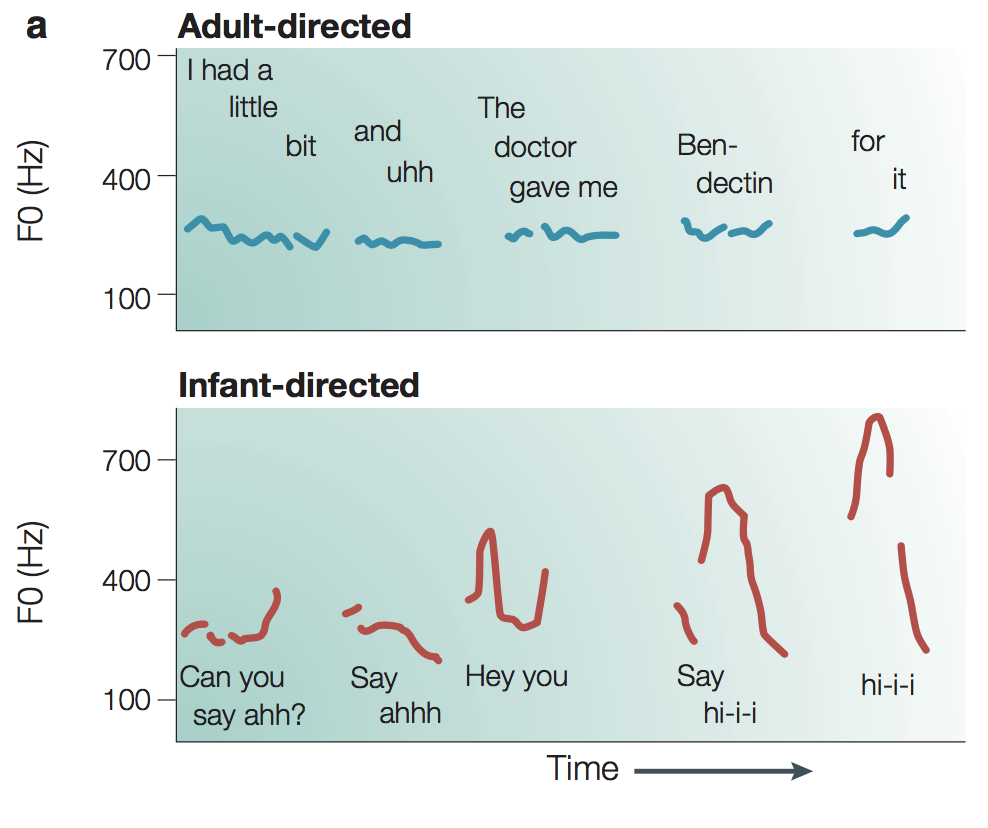 a
Adult-directed
F0 (Hz)
700
400
100
I had a
little
bit
and
uhh
The
doctor
gave me
Ben-
dectin
for
it
Infant-directed
F0 (Hz)
700
400
100
Can you
say ahh?
Say
ahhh
Hey you
Say
hi-i-i
hi-i-i
Time